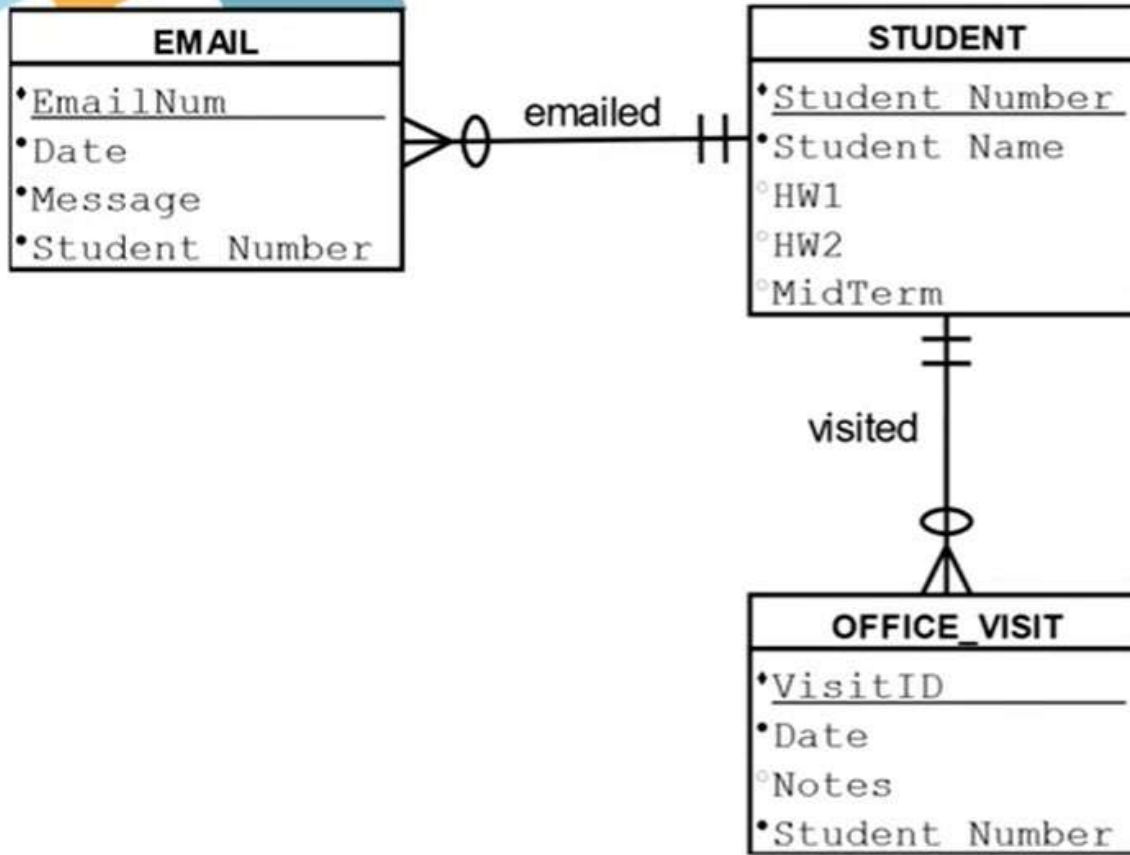 EMAIL
EmailNum
Date
Message
Student Number
emailed
STUDENT
Student Number
Student Name
HW1
HW2
MidTerm
visited
OFFICE_VISIT
VisitID
Date
Notes
Student Number